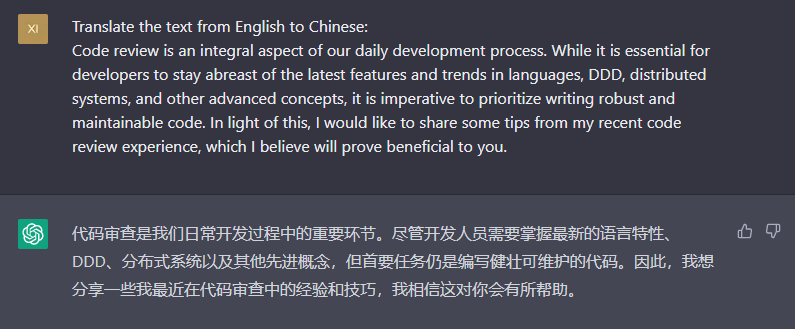 XI
Translate the text from English to Chinese:
Code review is an integral aspect of our daily development process. While it is essential for
developers to stay abreast of the latest features and trends in languages, DDD, distributed
systems, and other advanced concepts, it is imperative to prioritize writing robust and
maintainable code. In light of this, I would like to share some tips from my recent code
review experience, which I believe will prove beneficial to you.
代码审查是我们日常开发过程中的重要环节。尽管开发人员需要掌握最新的语言特性、
DDD、分布式系统以及其他先进概念，但首要任务仍是编写健壮可维护的代码。因此，我想
分享一些我最近在代码审查中的经验和技巧，我相信这对你会有所帮助。